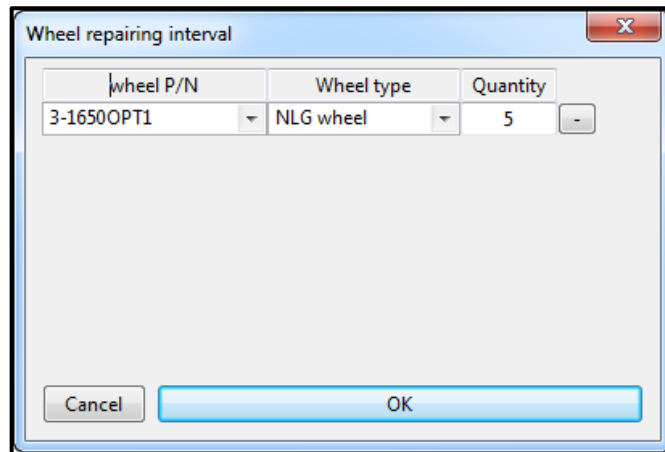 Wheel repairing interval
wheel P/N Wheel type Quantity
3-1650OPT1 NLG wheel 5 -
Cancel OK